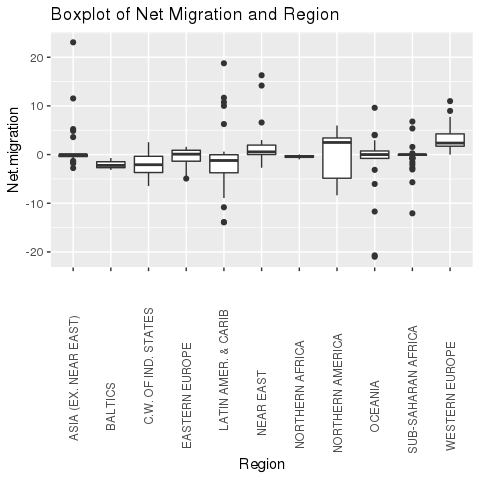 Boxplot of Net Migration and Region
Net.migration
20
10
0
-10
-20
ASIA (EX. NEAR EAST)
BALTICS
C.W. OF IND. STATES
EASTERN EUROPE
LATIN AMER. & CARIB
NEAR EAST
NORTHERN AFRICA
NORTHERN AMERICA
OCEANIA
SUB-SAHARAN AFRICA
WESTERN EUROPE
Region